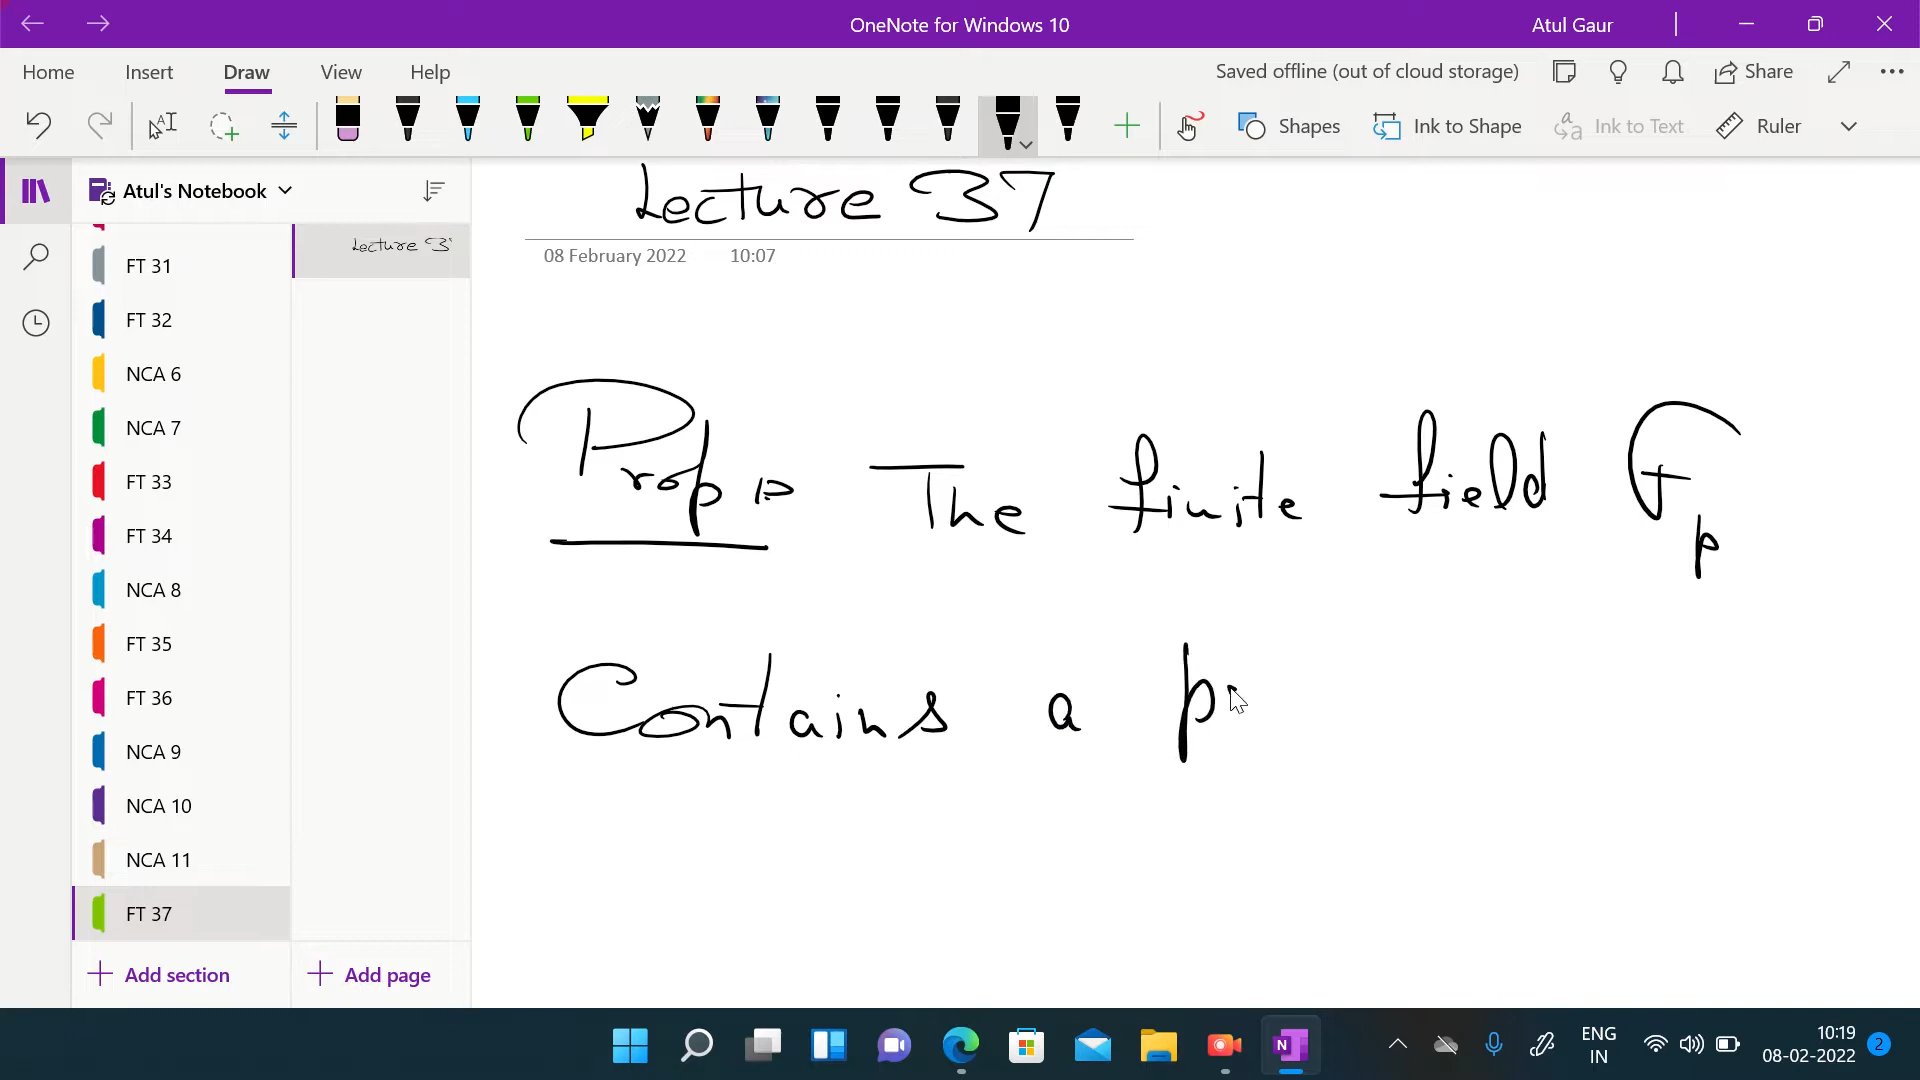 OneNote for Windows 10
Atul Gaur
Home Insert Draw View Help
Saved offline (out of cloud storage)
Share
Shapes
Ink to Shape
Ink to Text
Ruler
Atul's Notebook
FT 31
FT 32
NCA 6
NCA 7
FT 33
FT 34
NCA 8
FT 35
FT 36
NCA 9
NCA 10
NCA 11
FT 37
Add section
Lecture 3
Add page
Lecture 37
08 February 2022 10:07
Prop The finite field F_p
Contains a p
ENG
IN
10:19
08-02-2022
2